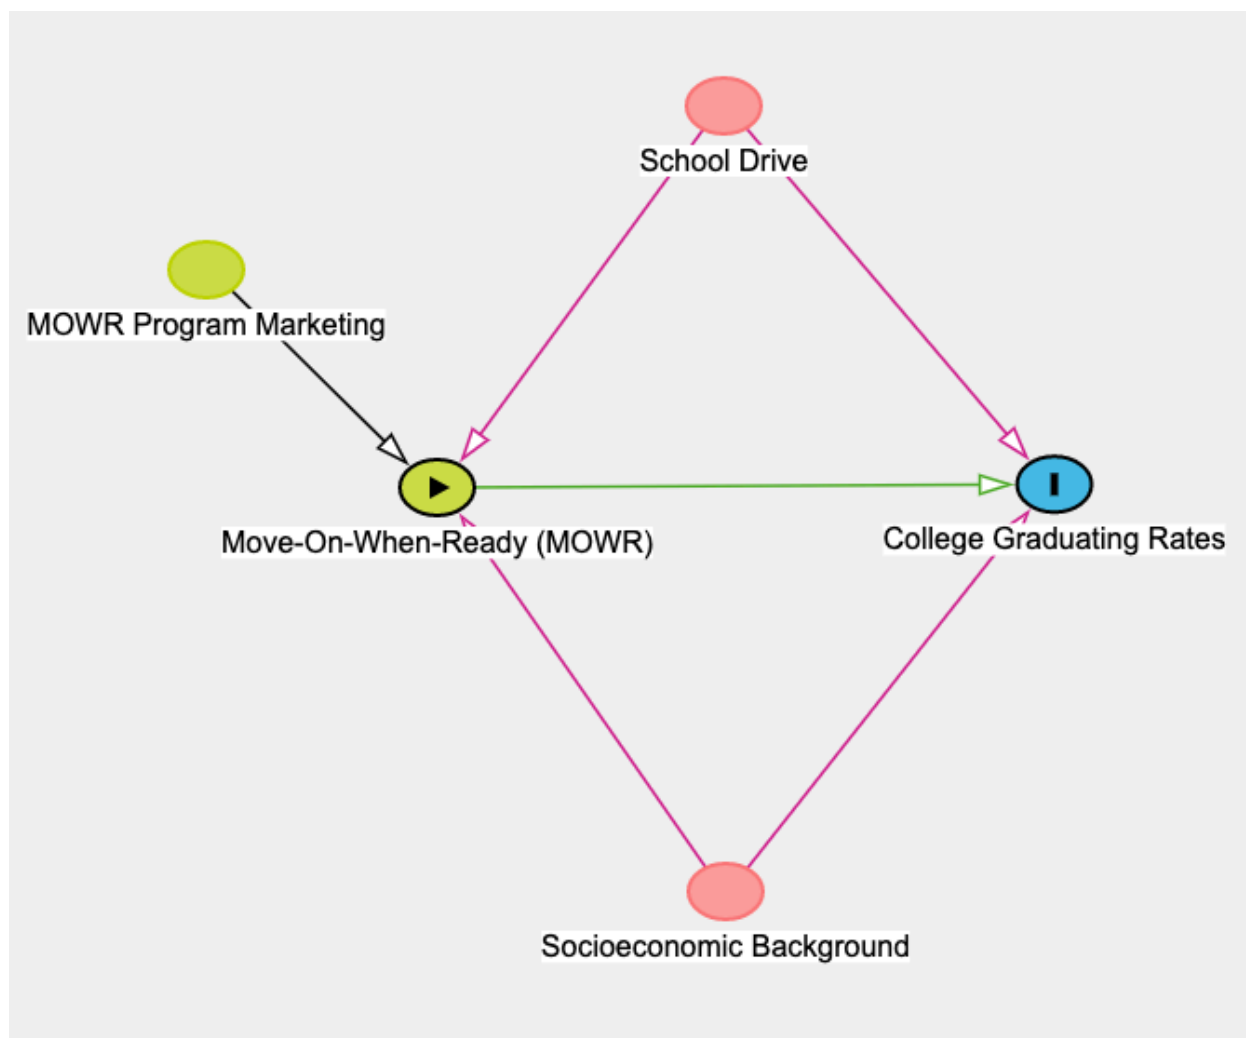 School Drive
MOWR Program Marketing
Move-On-When-Ready (MOWR)
College Graduating Rates
Socioeconomic Background